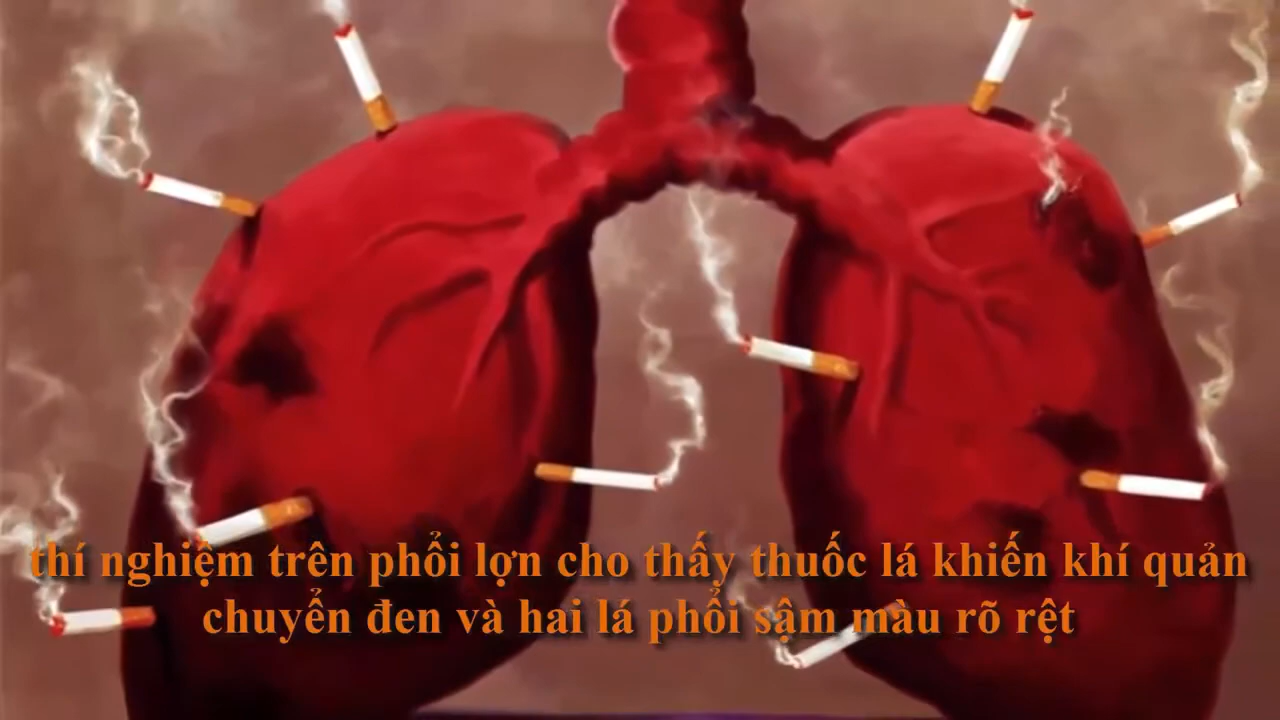 thí nghiệm trên phổi lợn cho thấy thuốc lá khiến khí quản
chuyển đen và hai lá phổi sậm màu rõ rệt